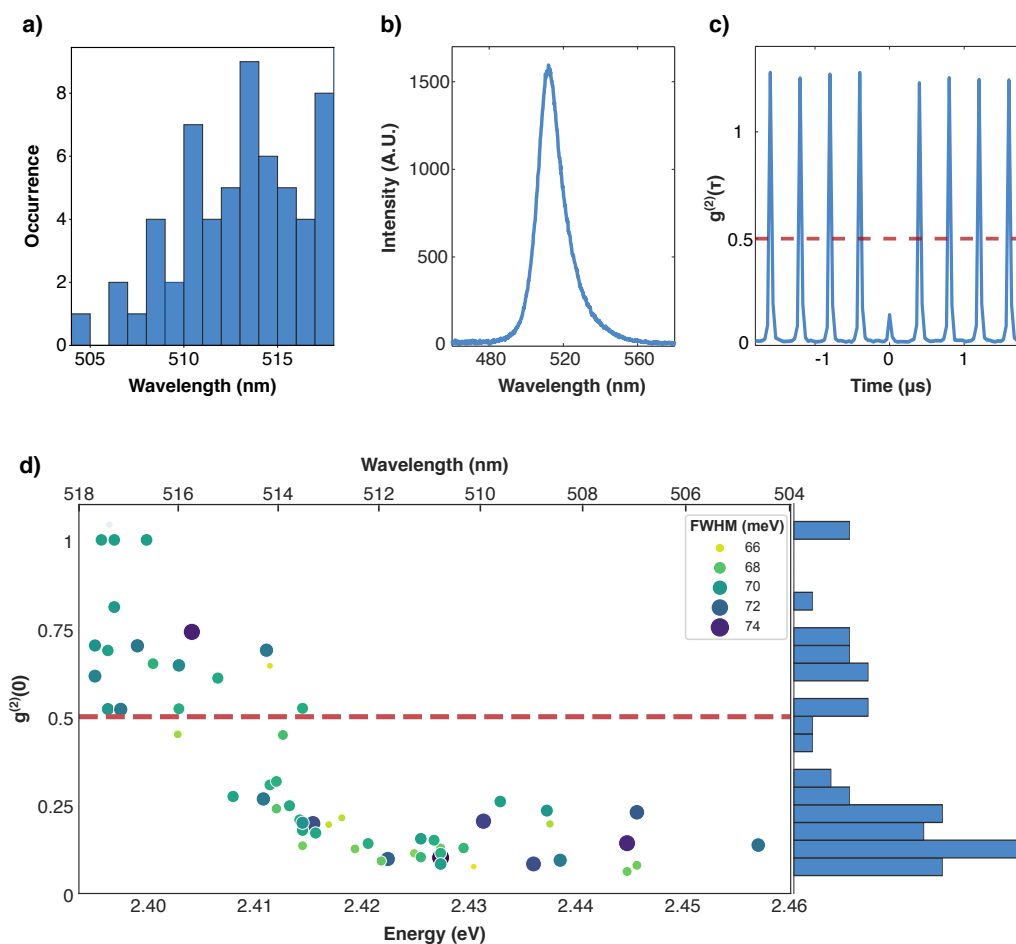 a)
Occurrence
8
6
4
2
0
505 510 515
Wavelength (nm)
b)
Intensity (A.U.)
1500
1000
500
0
480 520 560
Wavelength (nm)
c)
g⁽²⁾(τ)
1
0.5
0
-1 0 1
Time (µs)
d)
Wavelength (nm)
518 516 514 512 510 508 506 504
g⁽²⁾(0)
1
0.75
0.5
0.25
0
FWHM (meV)
66
68
70
72
74
2.40 2.41 2.42 2.43 2.44 2.45 2.46
Energy (eV)